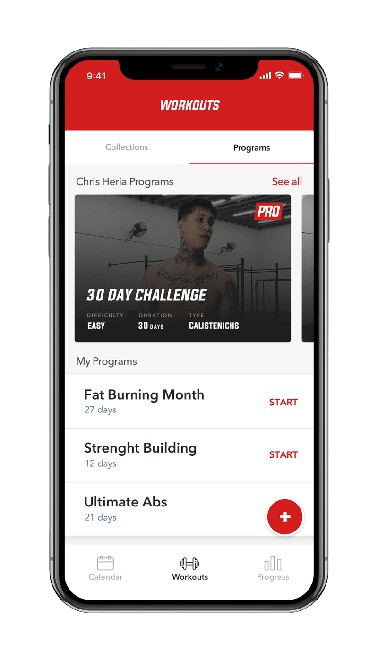 9:41
WORKOUTS
Collections Programs
Chris Heria Programs See all
PRO
30 DAY CHALLENGE
DIFFICULTY DURATION TYPE
EASY 30 DAYS CALISTENICHS
My Programs
Fat Burning Month
27 days
START
Strenght Building
12 days
START
Ultimate Abs
21 days
+
Calendar Workouts Progress